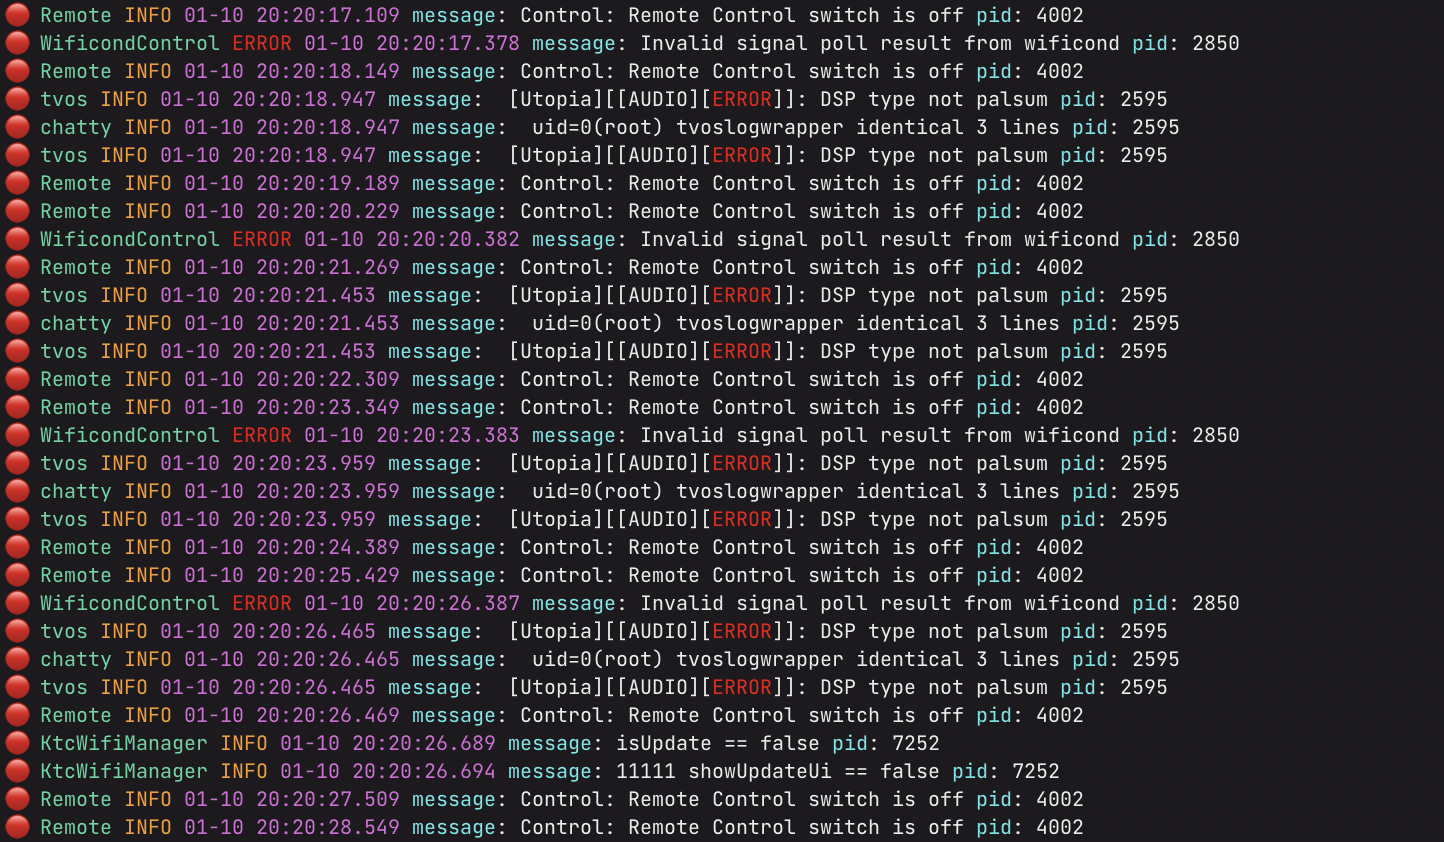 Remote INFO 01-10 20:20:17.109 message: Control: Remote Control switch is off pid: 4002
WificondControl ERROR 01-10 20:20:17.378 message: Invalid signal poll result from wificond pid: 2850
Remote INFO 01-10 20:20:18.149 message: Control: Remote Control switch is off pid: 4002
tvos INFO 01-10 20:20:18.947 message:  [Utopia][[AUDIO][ERROR]]: DSP type not palsum pid: 2595
chatty INFO 01-10 20:20:18.947 message:  uid=0(root) tvoslogwrapper identical 3 lines pid: 2595
tvos INFO 01-10 20:20:18.947 message:  [Utopia][[AUDIO][ERROR]]: DSP type not palsum pid: 2595
Remote INFO 01-10 20:20:19.189 message: Control: Remote Control switch is off pid: 4002
Remote INFO 01-10 20:20:20.229 message: Control: Remote Control switch is off pid: 4002
WificondControl ERROR 01-10 20:20:20.382 message: Invalid signal poll result from wificond pid: 2850
Remote INFO 01-10 20:20:21.269 message: Control: Remote Control switch is off pid: 4002
tvos INFO 01-10 20:20:21.453 message:  [Utopia][[AUDIO][ERROR]]: DSP type not palsum pid: 2595
chatty INFO 01-10 20:20:21.453 message:  uid=0(root) tvoslogwrapper identical 3 lines pid: 2595
tvos INFO 01-10 20:20:21.453 message:  [Utopia][[AUDIO][ERROR]]: DSP type not palsum pid: 2595
Remote INFO 01-10 20:20:22.309 message: Control: Remote Control switch is off pid: 4002
Remote INFO 01-10 20:20:23.349 message: Control: Remote Control switch is off pid: 4002
WificondControl ERROR 01-10 20:20:23.383 message: Invalid signal poll result from wificond pid: 2850
tvos INFO 01-10 20:20:23.959 message:  [Utopia][[AUDIO][ERROR]]: DSP type not palsum pid: 2595
chatty INFO 01-10 20:20:23.959 message:  uid=0(root) tvoslogwrapper identical 3 lines pid: 2595
tvos INFO 01-10 20:20:23.959 message:  [Utopia][[AUDIO][ERROR]]: DSP type not palsum pid: 2595
Remote INFO 01-10 20:20:24.389 message: Control: Remote Control switch is off pid: 4002
Remote INFO 01-10 20:20:25.429 message: Control: Remote Control switch is off pid: 4002
WificondControl ERROR 01-10 20:20:26.387 message: Invalid signal poll result from wificond pid: 2850
tvos INFO 01-10 20:20:26.465 message:  [Utopia][[AUDIO][ERROR]]: DSP type not palsum pid: 2595
chatty INFO 01-10 20:20:26.465 message:  uid=0(root) tvoslogwrapper identical 3 lines pid: 2595
tvos INFO 01-10 20:20:26.465 message:  [Utopia][[AUDIO][ERROR]]: DSP type not palsum pid: 2595
Remote INFO 01-10 20:20:26.469 message: Control: Remote Control switch is off pid: 4002
KtcWifiManager INFO 01-10 20:20:26.689 message: isUpdate == false pid: 7252
KtcWifiManager INFO 01-10 20:20:26.694 message: 11111 showUpdateUi == false pid: 7252
Remote INFO 01-10 20:20:27.509 message: Control: Remote Control switch is off pid: 4002
Remote INFO 01-10 20:20:28.549 message: Control: Remote Control switch is off pid: 4002